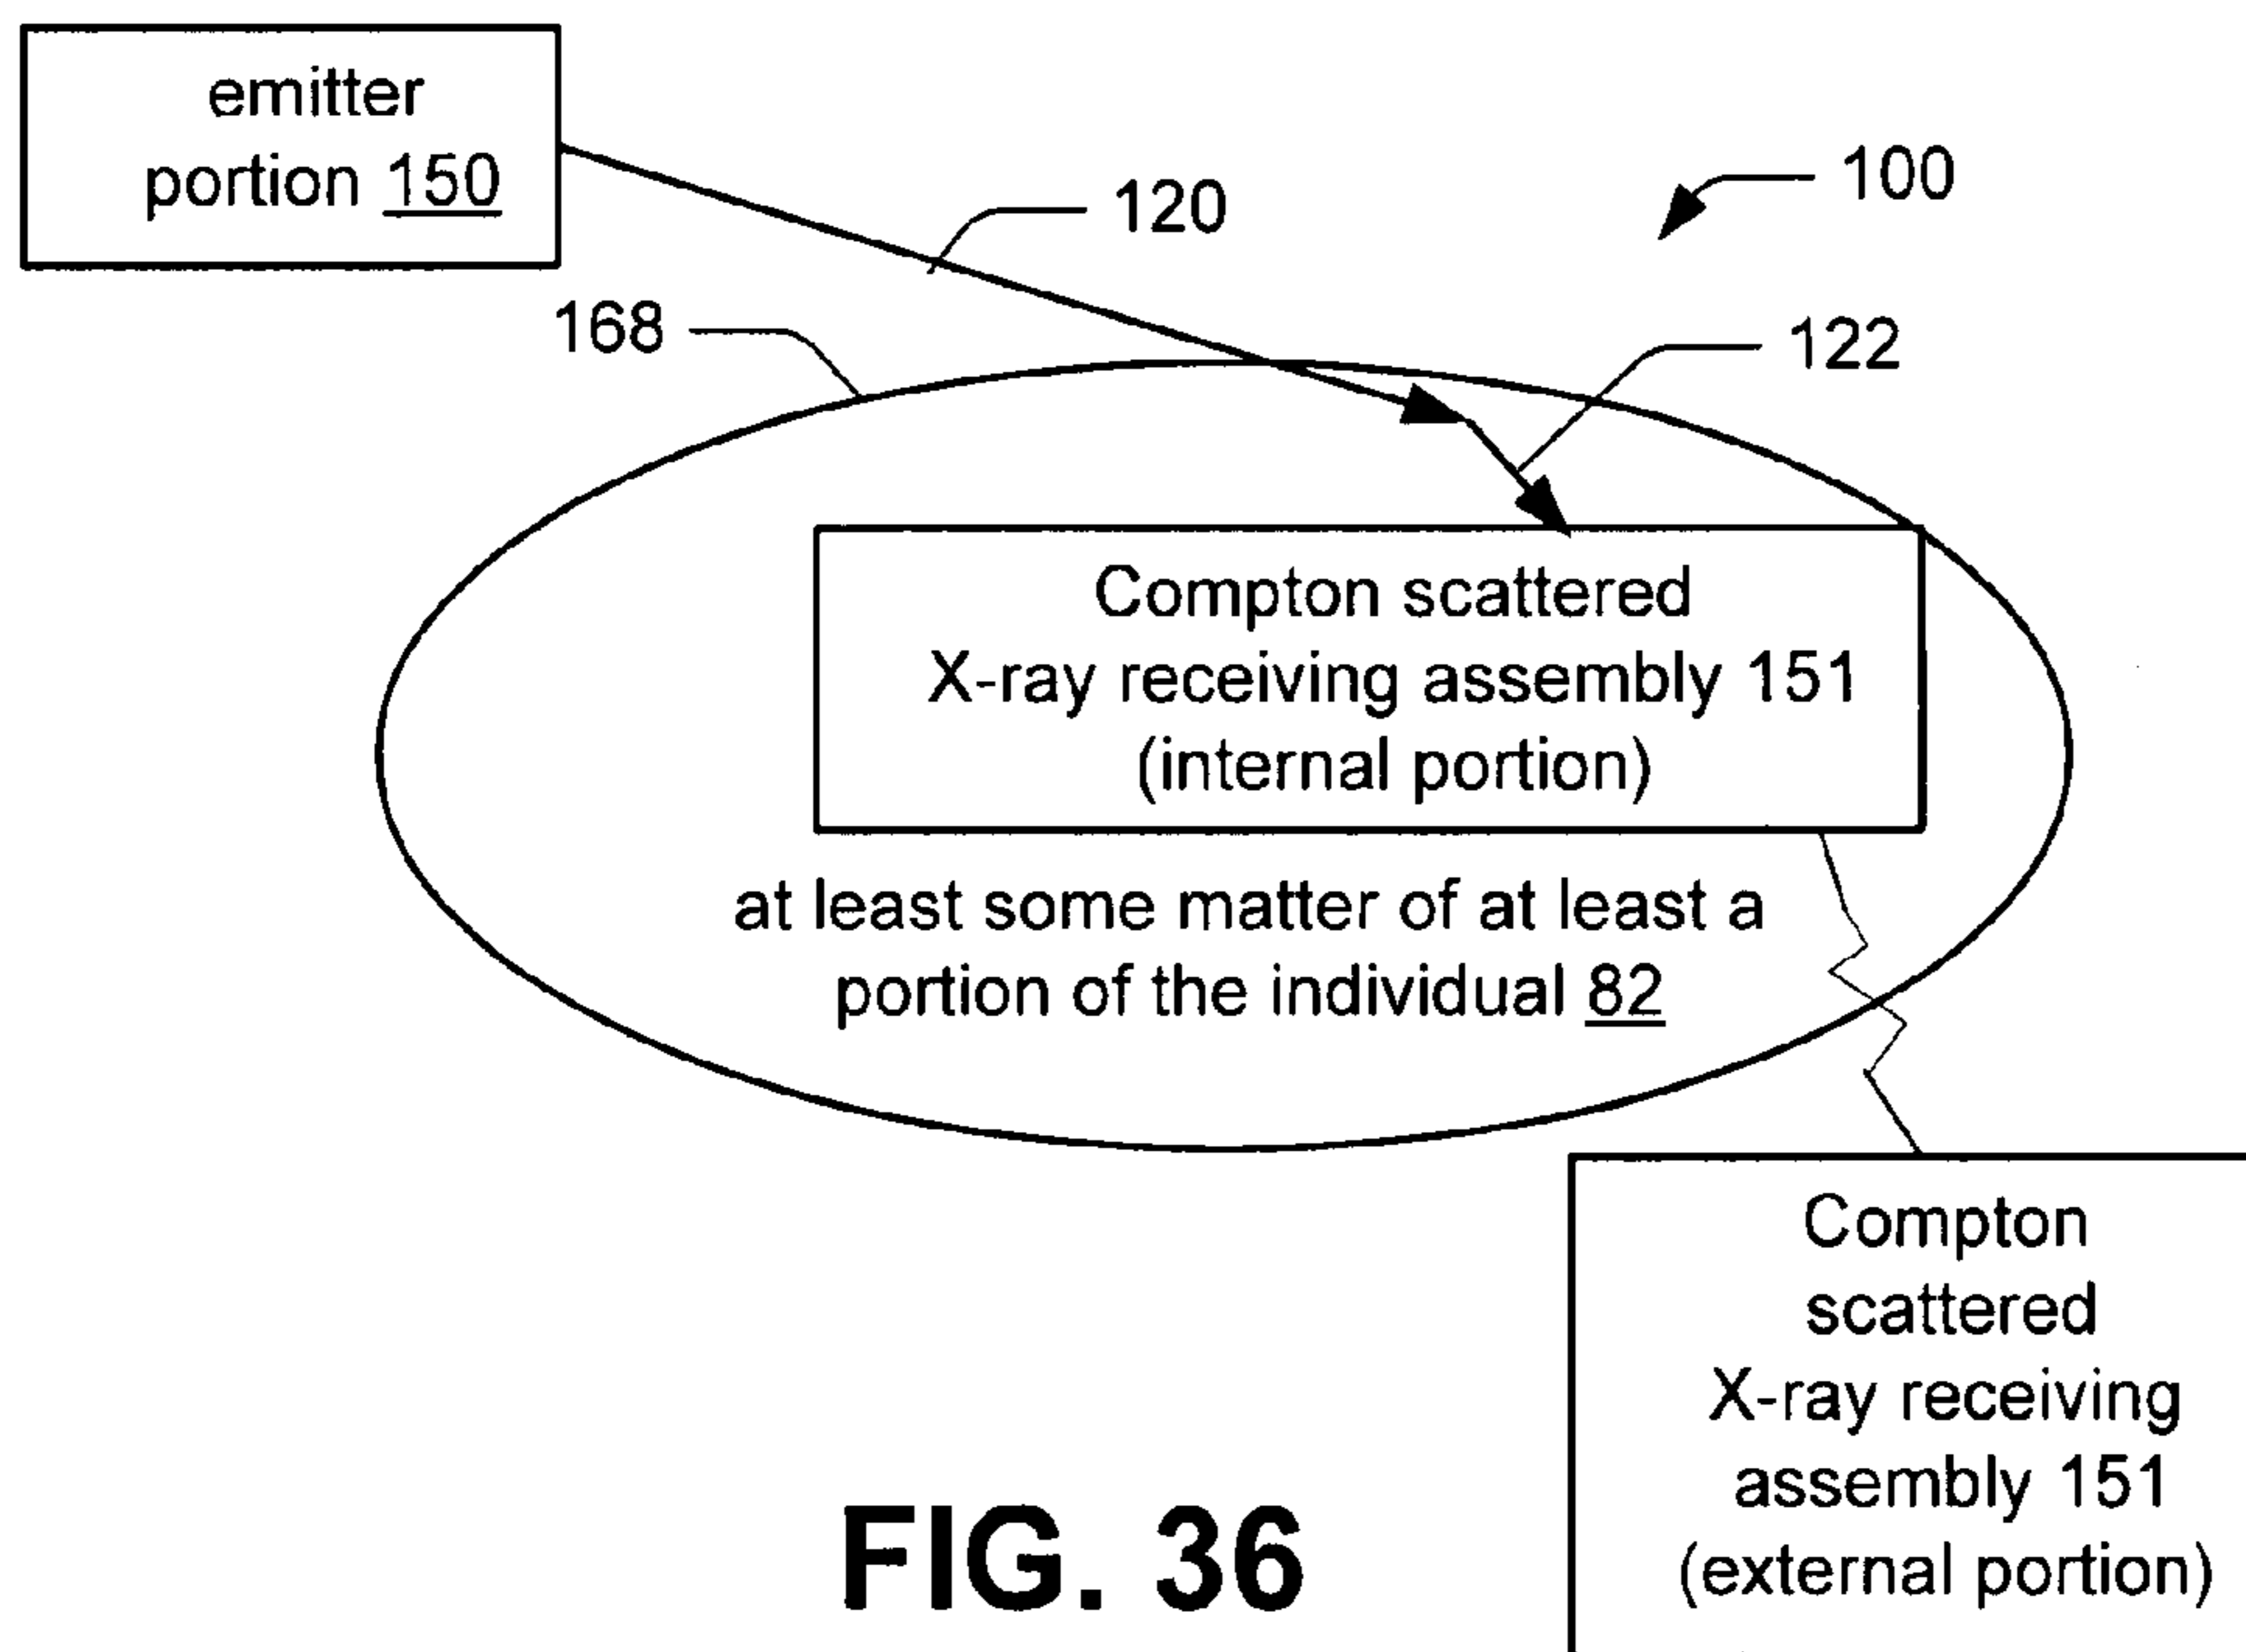 emitter
portion 150
100
120
168
122
Compton scattered
X-ray receiving assembly 151
(internal portion)
at least some matter of at least a
portion of the individual 82
Compton
scattered
X-ray receiving
assembly 151
(external portion)
FIG. 36